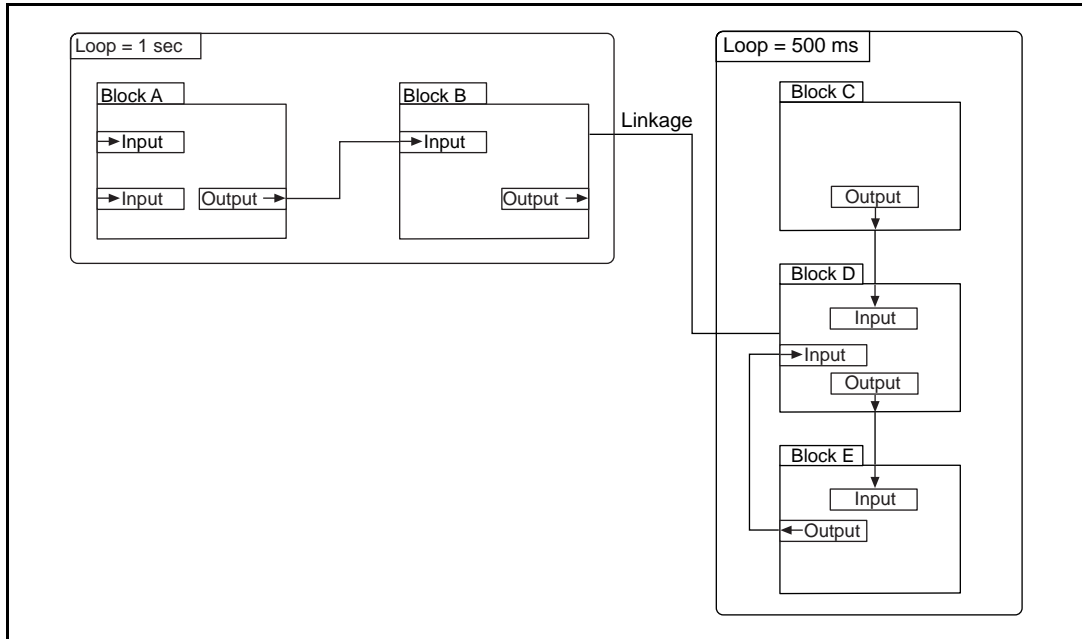 Loop = 1 sec
Block A
Input
Input
Output
Block B
Input
Output
Linkage
Loop = 500 ms
Block C
Output
Block D
Input
Input
Output
Block E
Input
Output